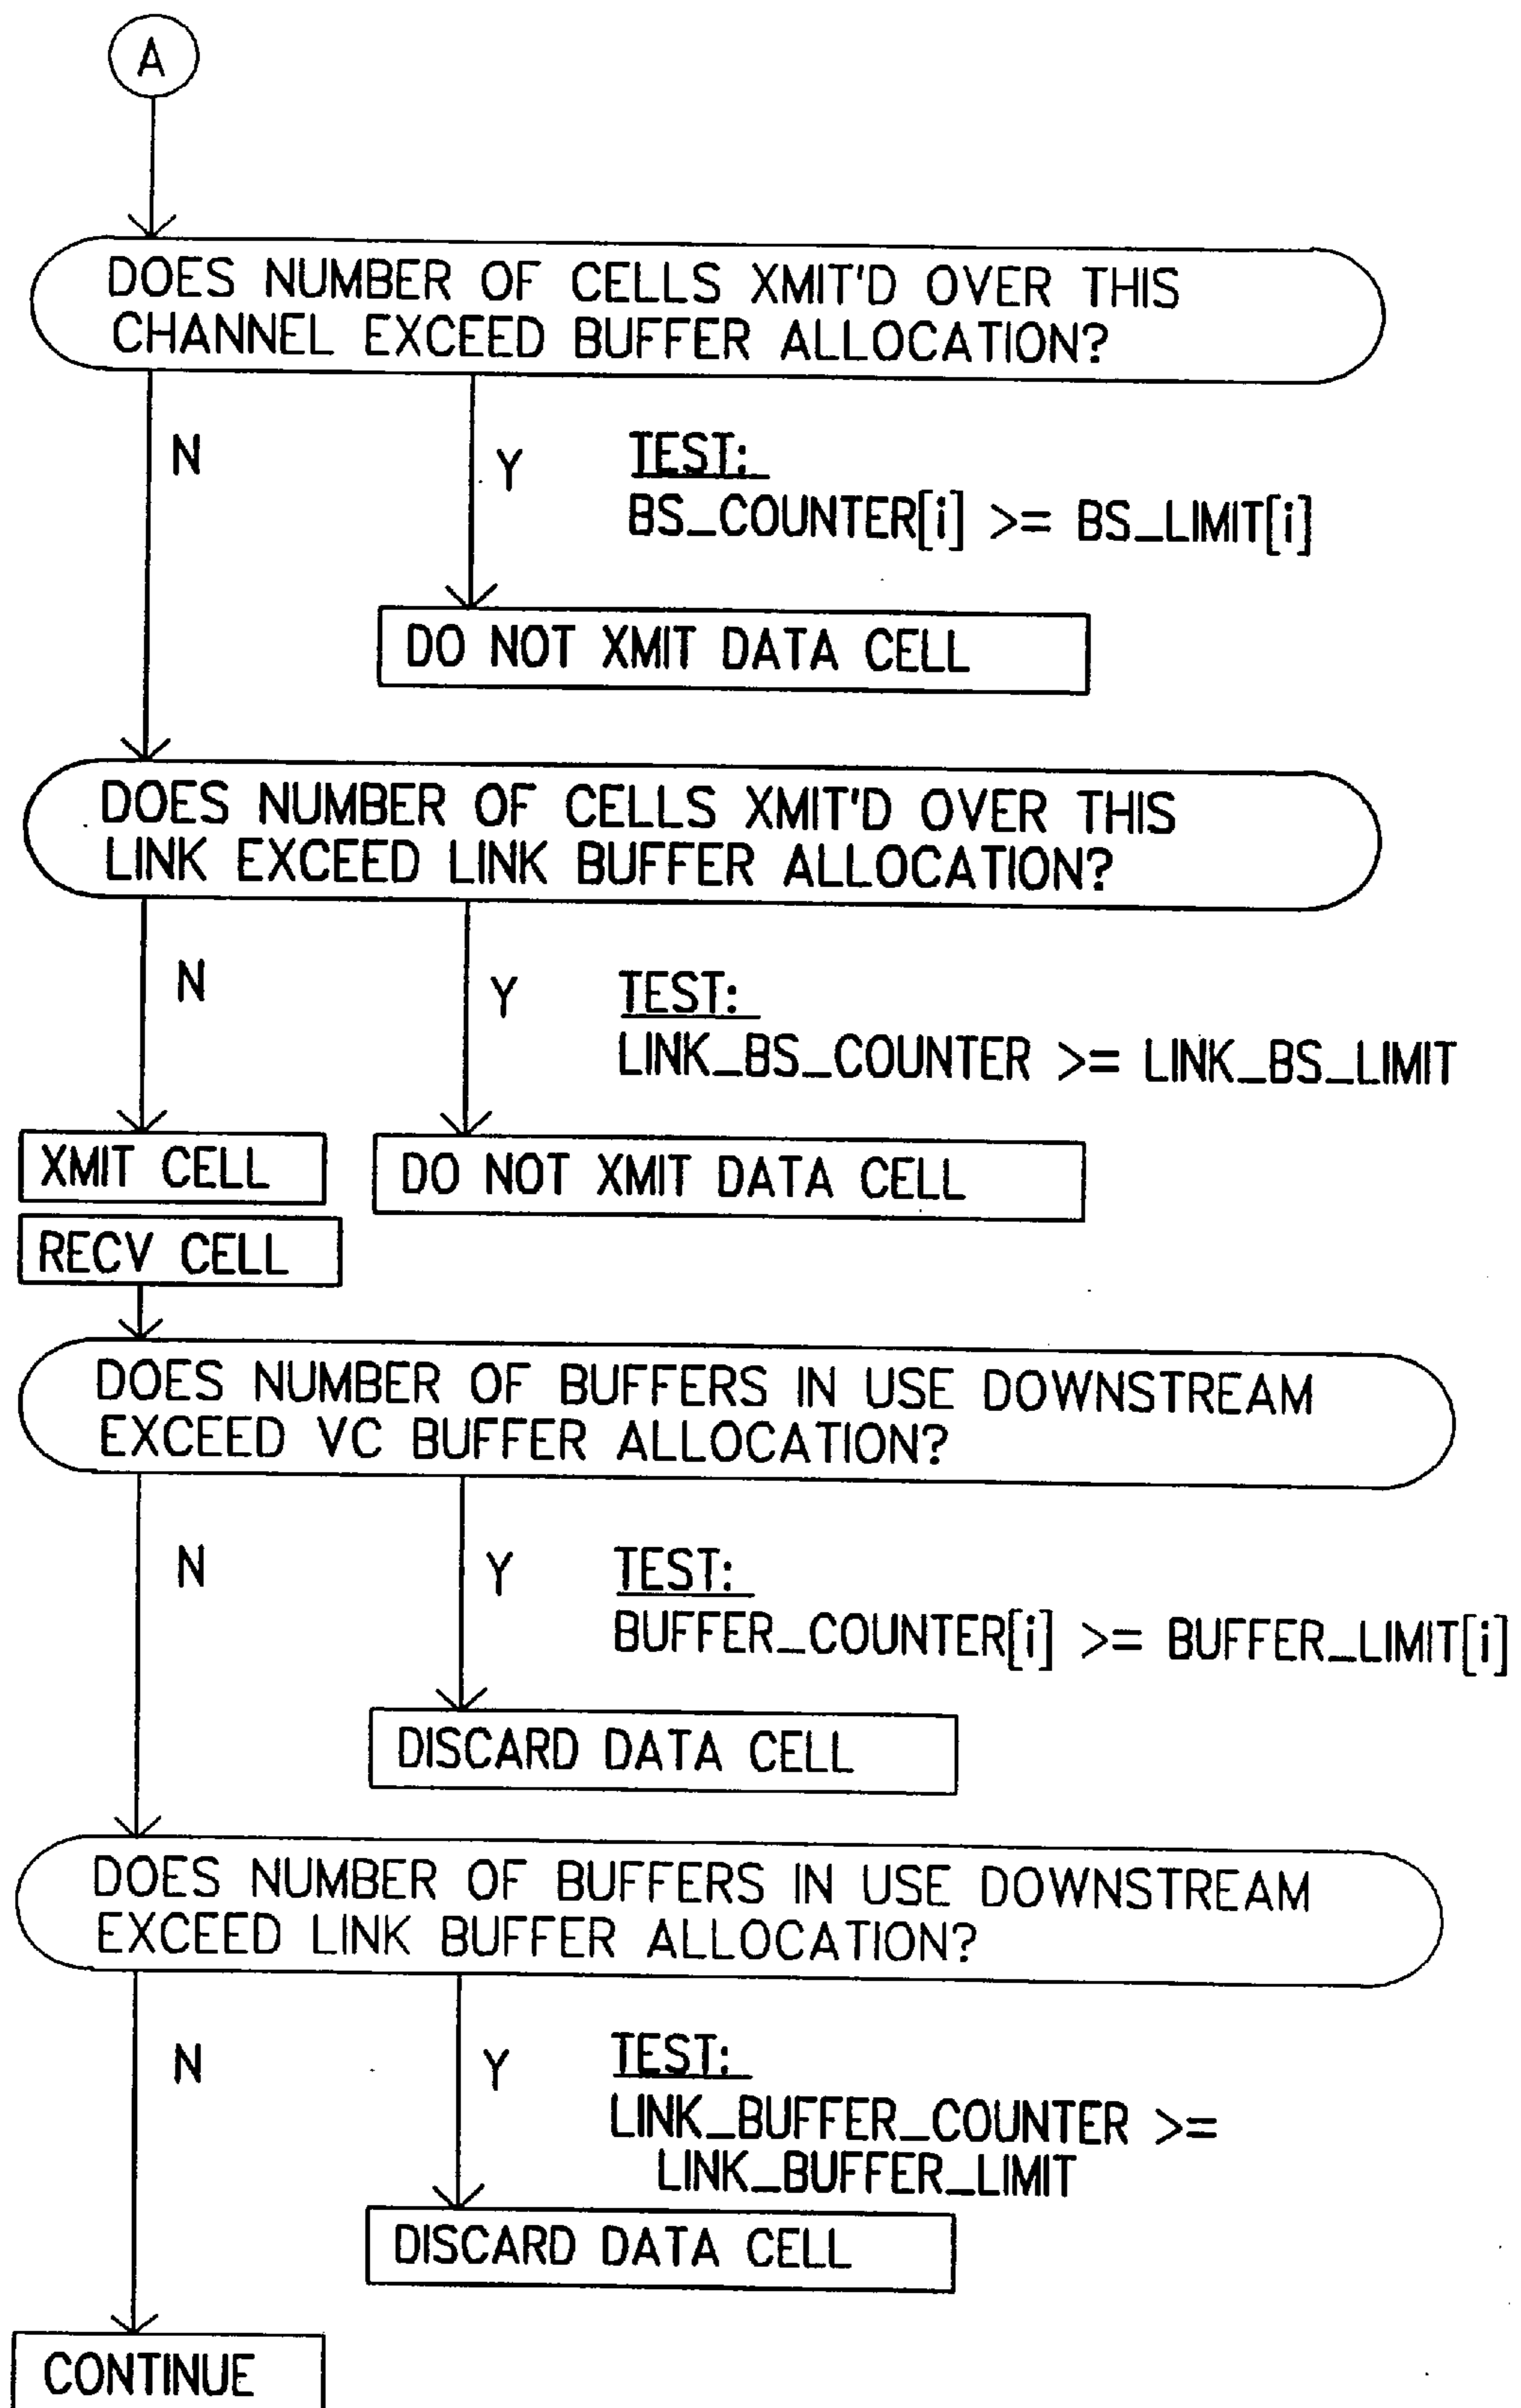 A
DOES NUMBER OF CELLS XMIT'D OVER THIS
CHANNEL EXCEED BUFFER ALLOCATION?
N
Y
TEST:
BS_COUNTER[i] >= BS_LIMIT[i]
DO NOT XMIT DATA CELL
DOES NUMBER OF CELLS XMIT'D OVER THIS
LINK EXCEED LINK BUFFER ALLOCATION?
N
Y
TEST:
LINK_BS_COUNTER >= LINK_BS_LIMIT
XMIT CELL
DO NOT XMIT DATA CELL
RECV CELL
DOES NUMBER OF BUFFERS IN USE DOWNSTREAM
EXCEED VC BUFFER ALLOCATION?
N
Y
TEST:
BUFFER_COUNTER[i] >= BUFFER_LIMIT[i]
DISCARD DATA CELL
DOES NUMBER OF BUFFERS IN USE DOWNSTREAM
EXCEED LINK BUFFER ALLOCATION?
N
Y
TEST:
LINK_BUFFER_COUNTER >=
LINK_BUFFER_LIMIT
DISCARD DATA CELL
CONTINUE